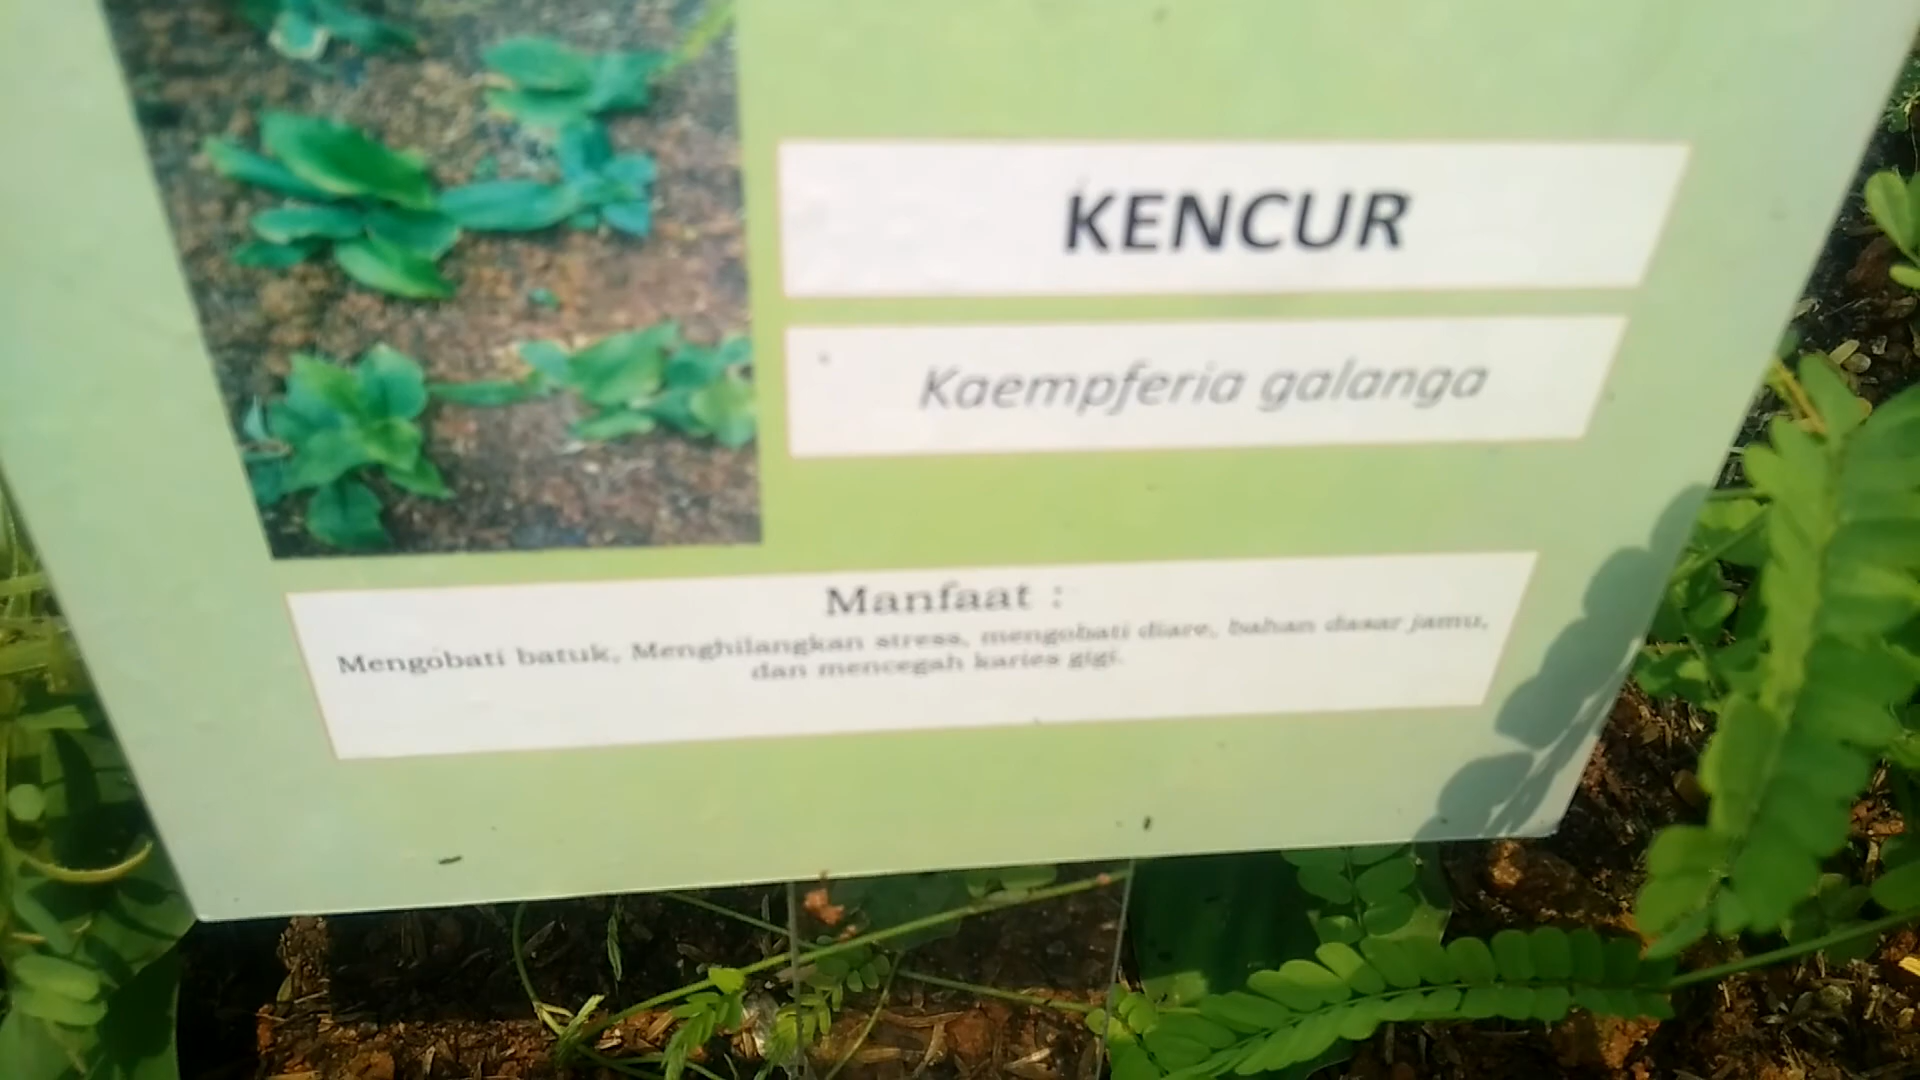 KENCUR
Kaempferia galanga
Manfaat :
Mengobati batuk, Menghilangkan stress, mengobati diare, bahan dasar jamu,
dan mencegah karies gigi.